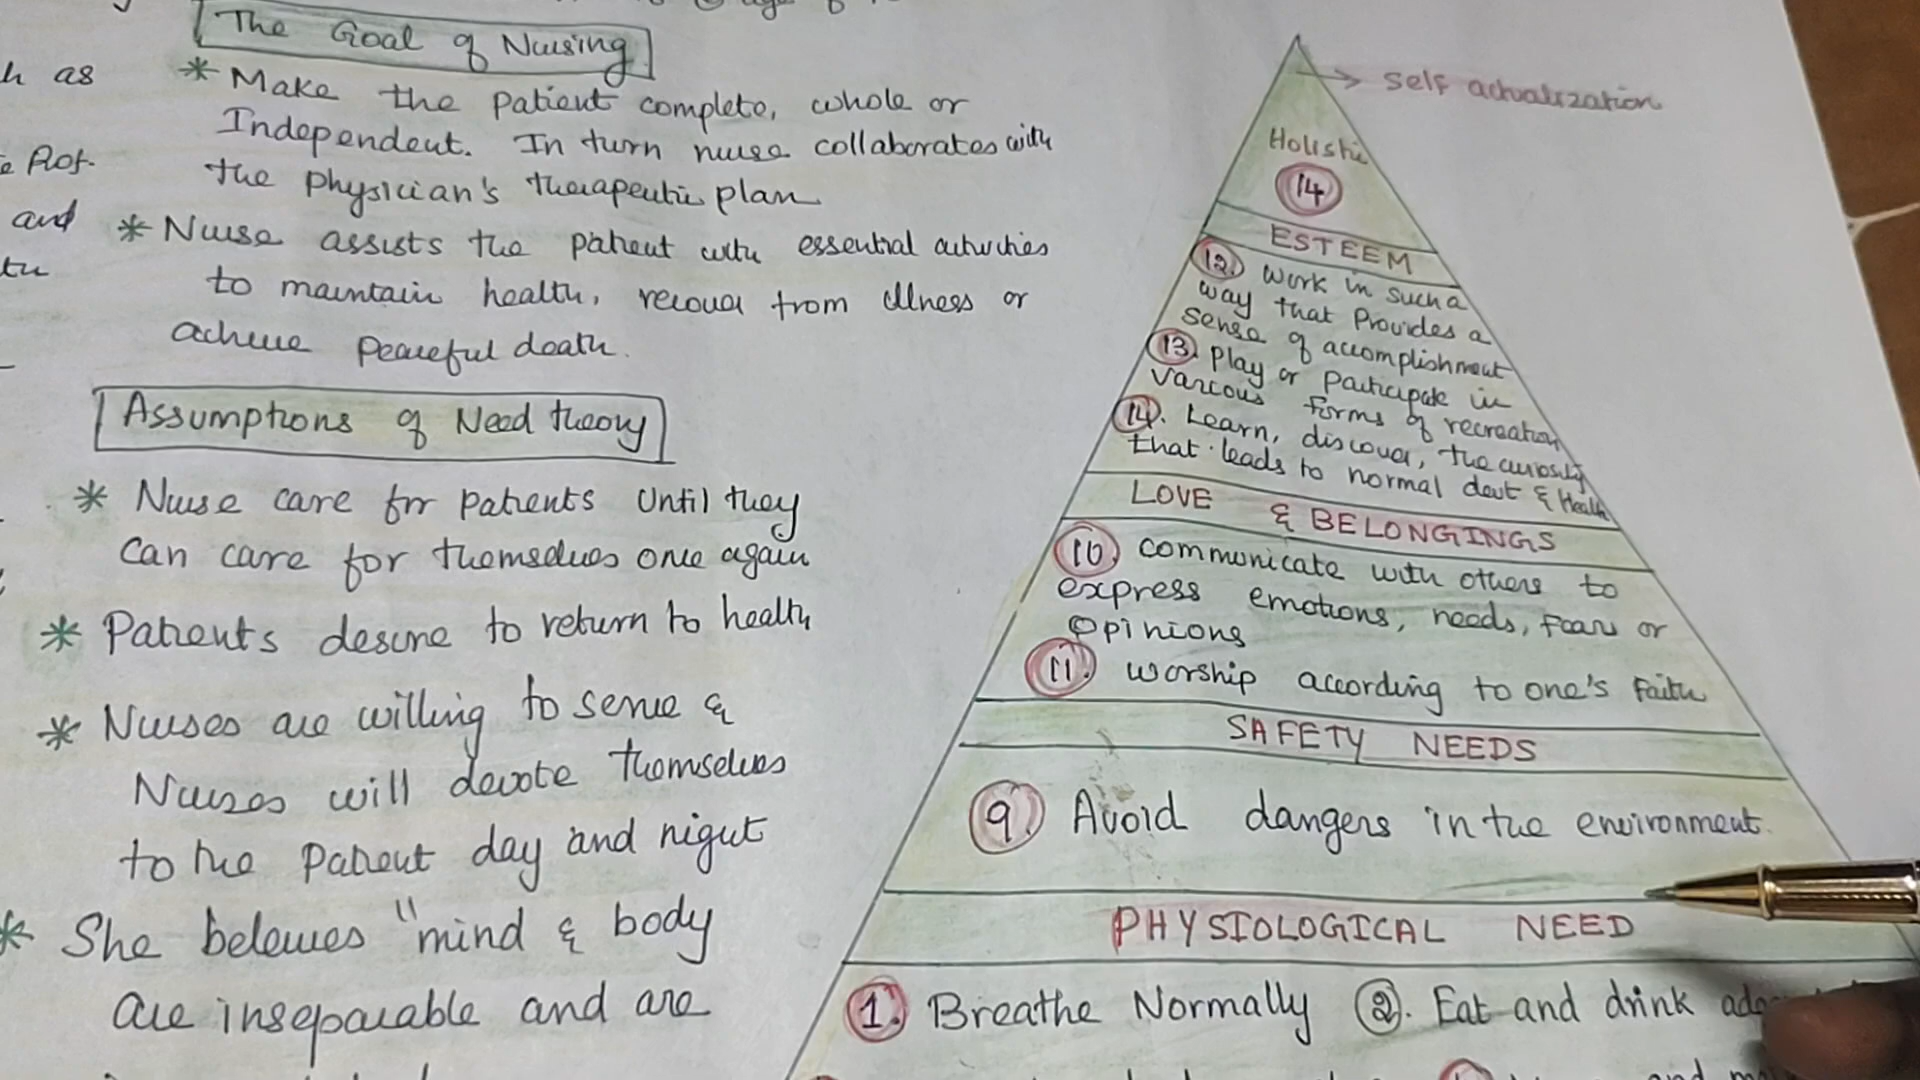 The Goal of Nursing
* Make the patient complete, whole or
Independent. In turn nurse collaborates with
the physician's therapeutic plan
* Nurse assists the patient with essential activities
to maintain health, recover from illness or
achieve peaceful death.
Assumptions of Need theory
* Nurse care for patients Until they
can care for themselves once again
* Patients desire to return to health
* Nurses are willing to serve &
Nurses will devote themselves
to the patient day and night
* She believes "mind & body
are inseparable and are
h as
Prof.
and
→ Self actualization
Holistic
14
ESTEEM
12. Work in such a
way that Provides a
sense of accomplishment
13. Play or Participate in
various forms of recreation
14. Learn, discover, the curiosity
that leads to normal devt & Health
LOVE & BELONGINGS
10. communicate with others to
express emotions, needs, fears or
Opinions
11. worship according to one's Faith
SAFETY NEEDS
9. Avoid dangers in the environment.
PHYSIOLOGICAL NEED
1. Breathe Normally 2. Eat and drink